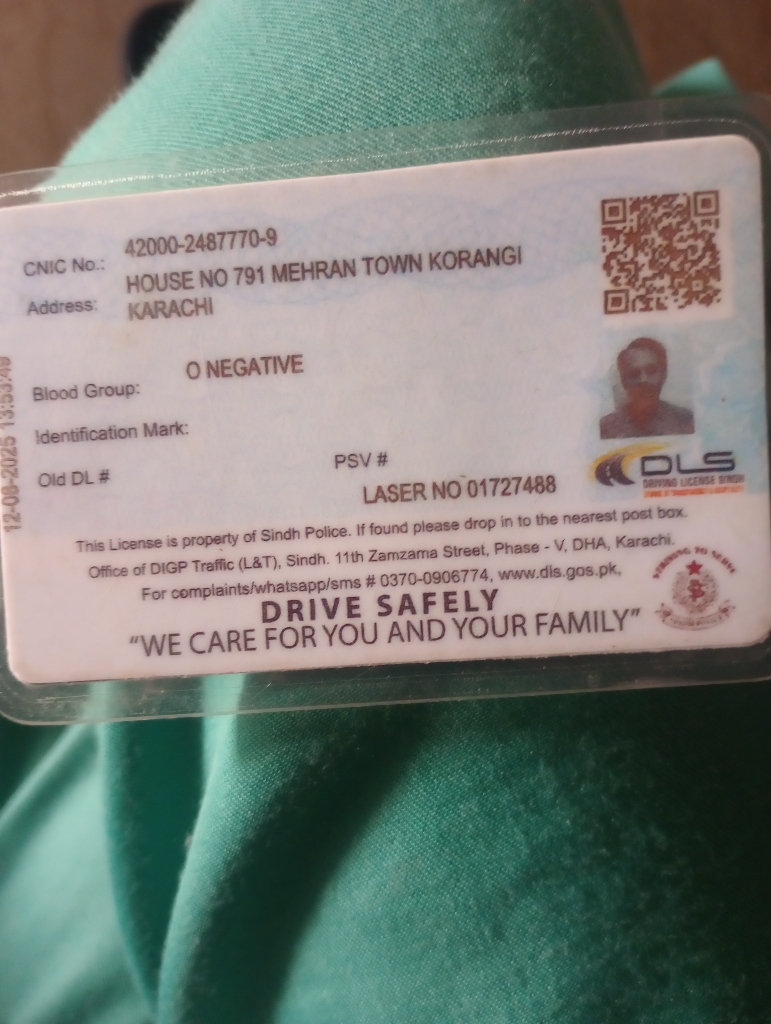 CNIC No.: 42000-2487770-9
Address: HOUSE NO 791 MEHRAN TOWN KORANGI
KARACHI
Blood Group: O NEGATIVE
Identification Mark:
Old DL #
PSV #
LASER NO 01727488
DLS
DRIVING LICENSE SINDH
12-08-2025 13:53:49
This License is property of Sindh Police. If found please drop in to the nearest post box.
Office of DIGP Traffic (L&T), Sindh. 11th Zamzama Street, Phase - V, DHA, Karachi.
For complaints/whatsapp/sms # 0370-0906774, www.dls.gos.pk,
DRIVE SAFELY
"WE CARE FOR YOU AND YOUR FAMILY"